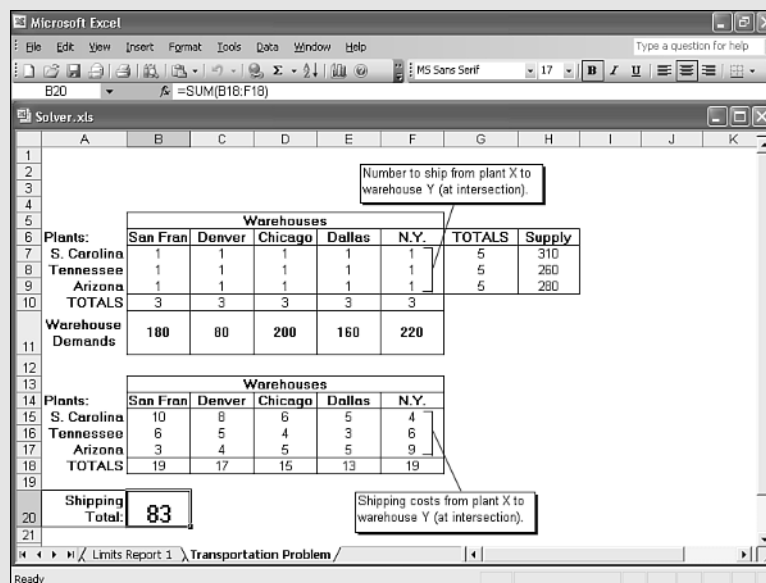 Microsoft Excel
File Edit View Insert Format Tools Data Window Help Type a question for help
MS Sans Serif 17 B I U
B20 fx =SUM(B18:F18)
Solver.xls
A B C D E F G H I J K
1
2 Number to ship from plant X to
3 warehouse Y (at intersection).
4
5 Warehouses
6 Plants: San Fran Denver Chicago Dallas N.Y. TOTALS Supply
7 S. Carolina 1 1 1 1 1 5 310
8 Tennessee 1 1 1 1 1 5 260
9 Arizona 1 1 1 1 1 5 280
10 TOTALS 3 3 3 3 3
Warehouse
11 Demands 180 80 200 160 220
12
13 Warehouses
14 Plants: San Fran Denver Chicago Dallas N.Y.
15 S. Carolina 10 8 6 5 4
16 Tennessee 6 5 4 3 6
17 Arizona 3 4 5 5 9
18 TOTALS 19 17 15 13 19
19
Shipping Shipping costs from plant X to
20 Total: 83 warehouse Y (at intersection).
21
Limits Report 1 Transportation Problem
Ready